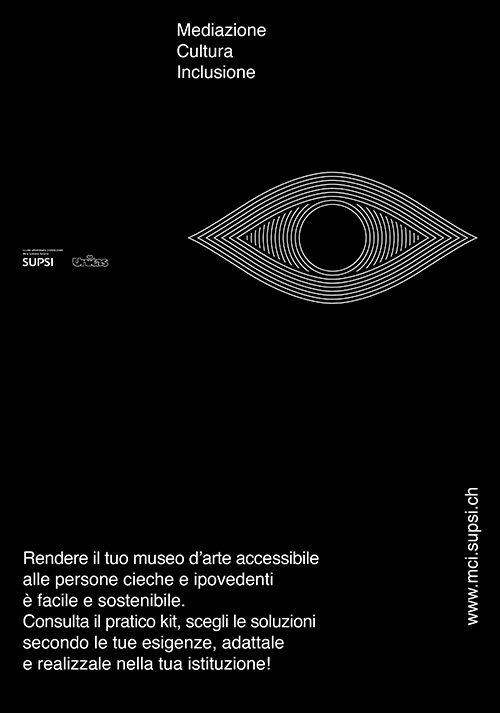 Mediazione
Cultura
Inclusione
SUPSI
unitas
Rendere il tuo museo d'arte accessibile
alle persone cieche e ipovedenti
è facile e sostenibile.
Consulta il pratico kit, scegli le soluzioni
secondo le tue esigenze, adattale
e realizzale nella tua istituzione!
www.mci.supsi.ch